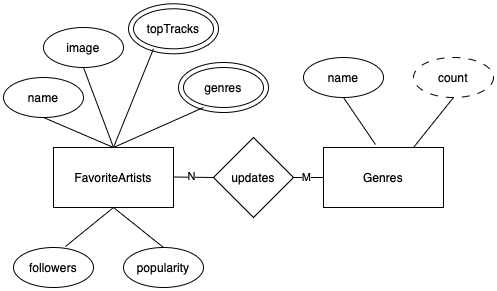 topTracks
image
name
genres
name
count
FavoriteArtists
N
updates
M
Genres
followers
popularity